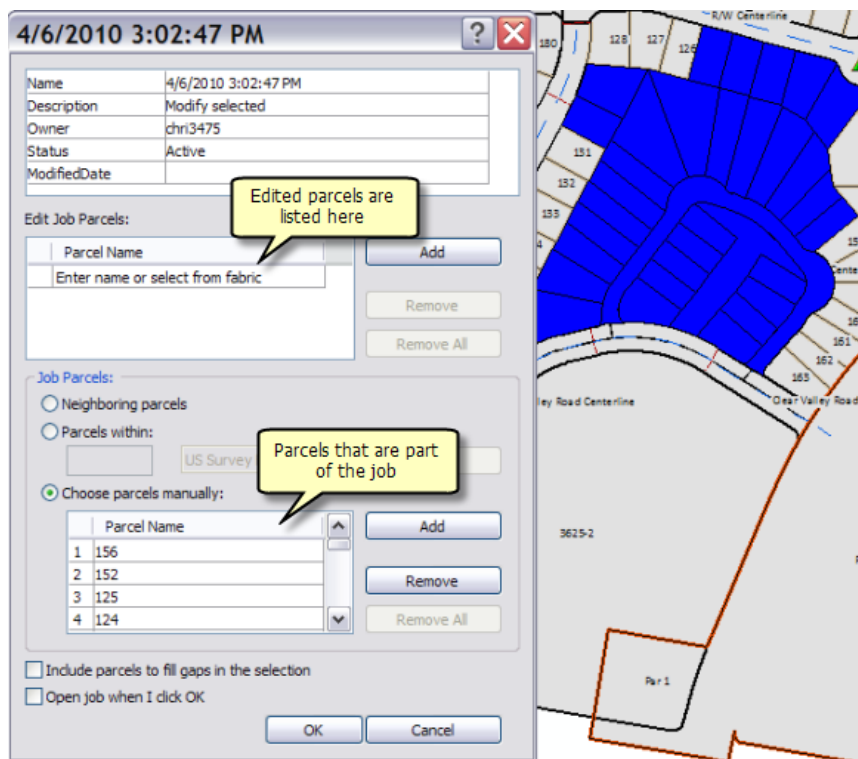 4/6/2010 3:02:47 PM
?
Name 4/6/2010 3:02:47 PM
Description Modify selected
Owner chri3475
Status Active
ModifiedDate
Edited parcels are
listed here
Edit Job Parcels:
Parcel Name
Enter name or select from fabric
Add
Remove
Remove All
Job Parcels:
Neighboring parcels
Parcels within:
US Survey
Parcels that are part
of the job
Choose parcels manually:
Parcel Name
1 156
2 152
3 125
4 124
Add
Remove
Remove All
Include parcels to fill gaps in the selection
Open job when I click OK
OK
Cancel
R/W Centerline
180
128
127
126
131
132
133
4
15
Cente
16
161
162
163
ley Road Centerline
Clear Valley Road
3625-2
Par 1